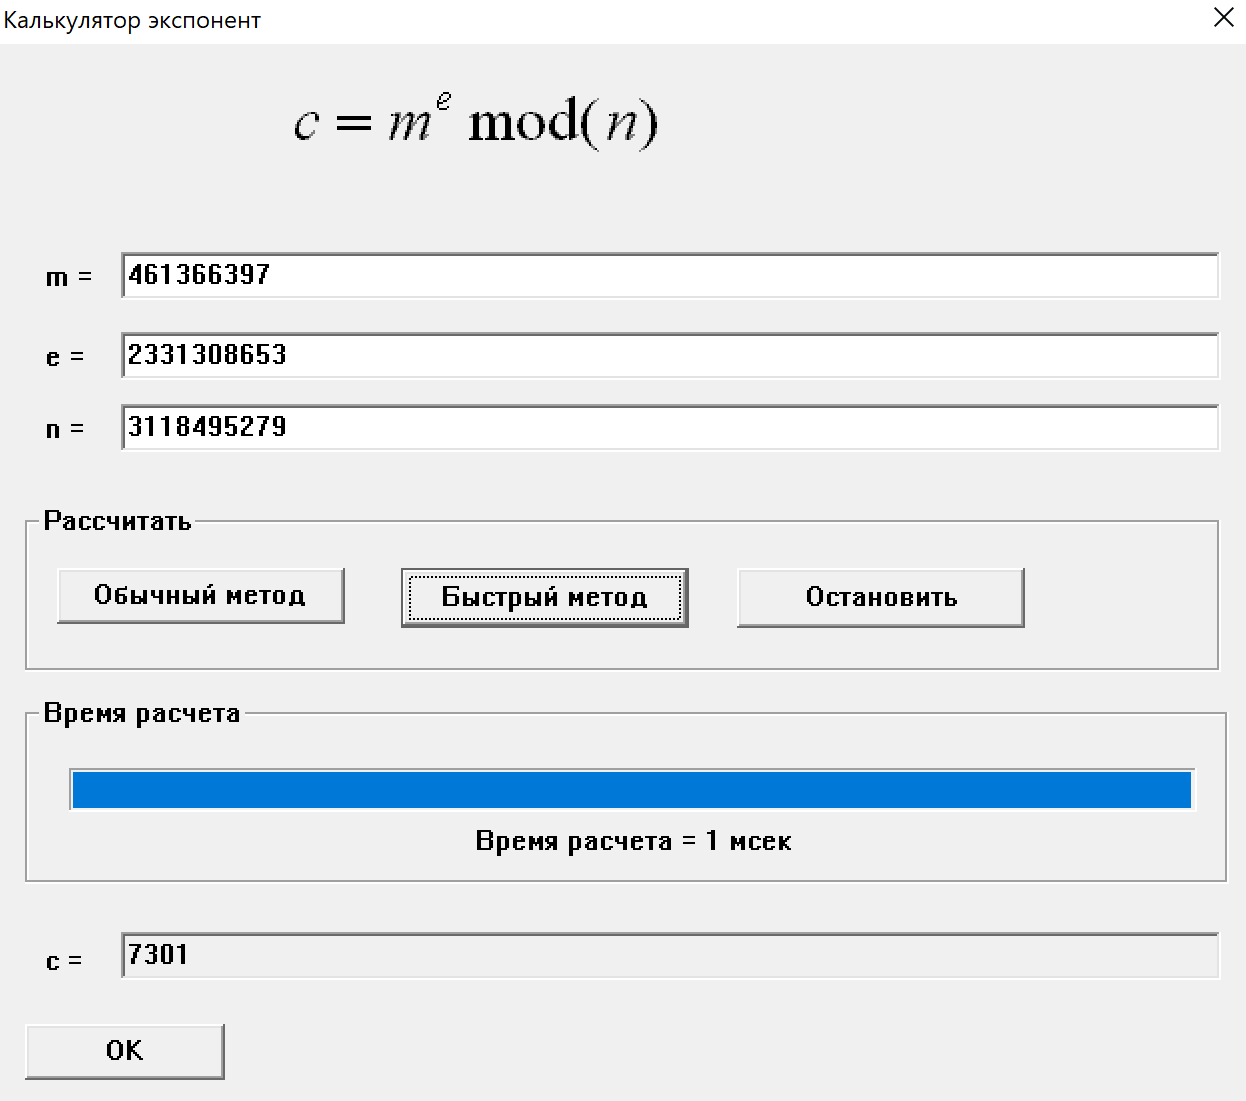 Калькулятор экспонент
c = m^e mod(n)
m = 461366397
e = 2331308653
n = 3118495279
Рассчитать
Обычный метод Быстрый метод Остановить
Время расчета
Время расчета = 1 мсек
c = 7301
OK